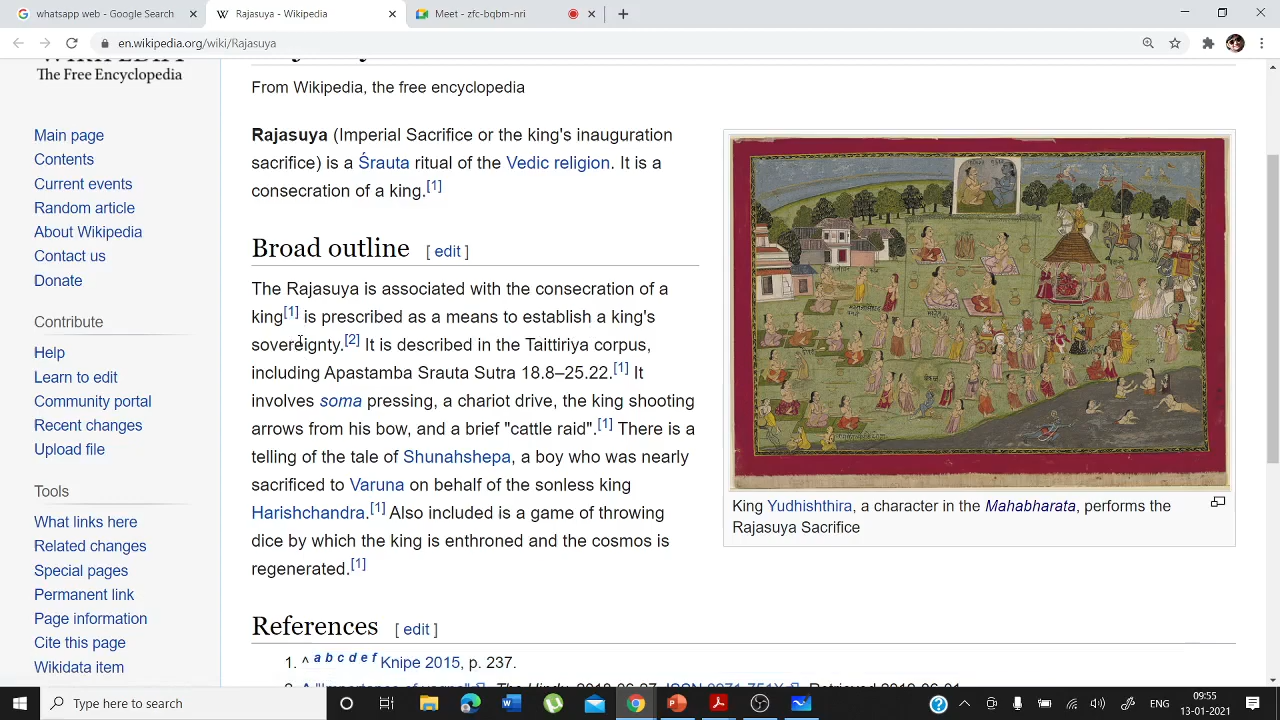 whatsapp web - Google Search
Rajasuya - Wikipedia
Meet - zfc-bqbm-nri
en.wikipedia.org/wiki/Rajasuya
The Free Encyclopedia
Main page
Contents
Current events
Random article
About Wikipedia
Contact us
Donate
Contribute
Help
Learn to edit
Community portal
Recent changes
Upload file
Tools
What links here
Related changes
Special pages
Permanent link
Page information
Cite this page
Wikidata item
From Wikipedia, the free encyclopedia
Rajasuya (Imperial Sacrifice or the king's inauguration
sacrifice) is a Śrauta ritual of the Vedic religion. It is a
consecration of a king.[1]
Broad outline [ edit ]
The Rajasuya is associated with the consecration of a
king[1] is prescribed as a means to establish a king's
sovereignty.[2] It is described in the Taittiriya corpus,
including Apastamba Srauta Sutra 18.8–25.22.[1] It
involves soma pressing, a chariot drive, the king shooting
arrows from his bow, and a brief "cattle raid".[1] There is a
telling of the tale of Shunahshepa, a boy who was nearly
sacrificed to Varuna on behalf of the sonless king
Harishchandra.[1] Also included is a game of throwing
dice by which the king is enthroned and the cosmos is
regenerated.[1]
King Yudhishthira, a character in the Mahabharata, performs the
Rajasuya Sacrifice
References [ edit ]
1. ^ a b c d e f Knipe 2015, p. 237.
Type here to search
ENG
09:55
13-01-2021